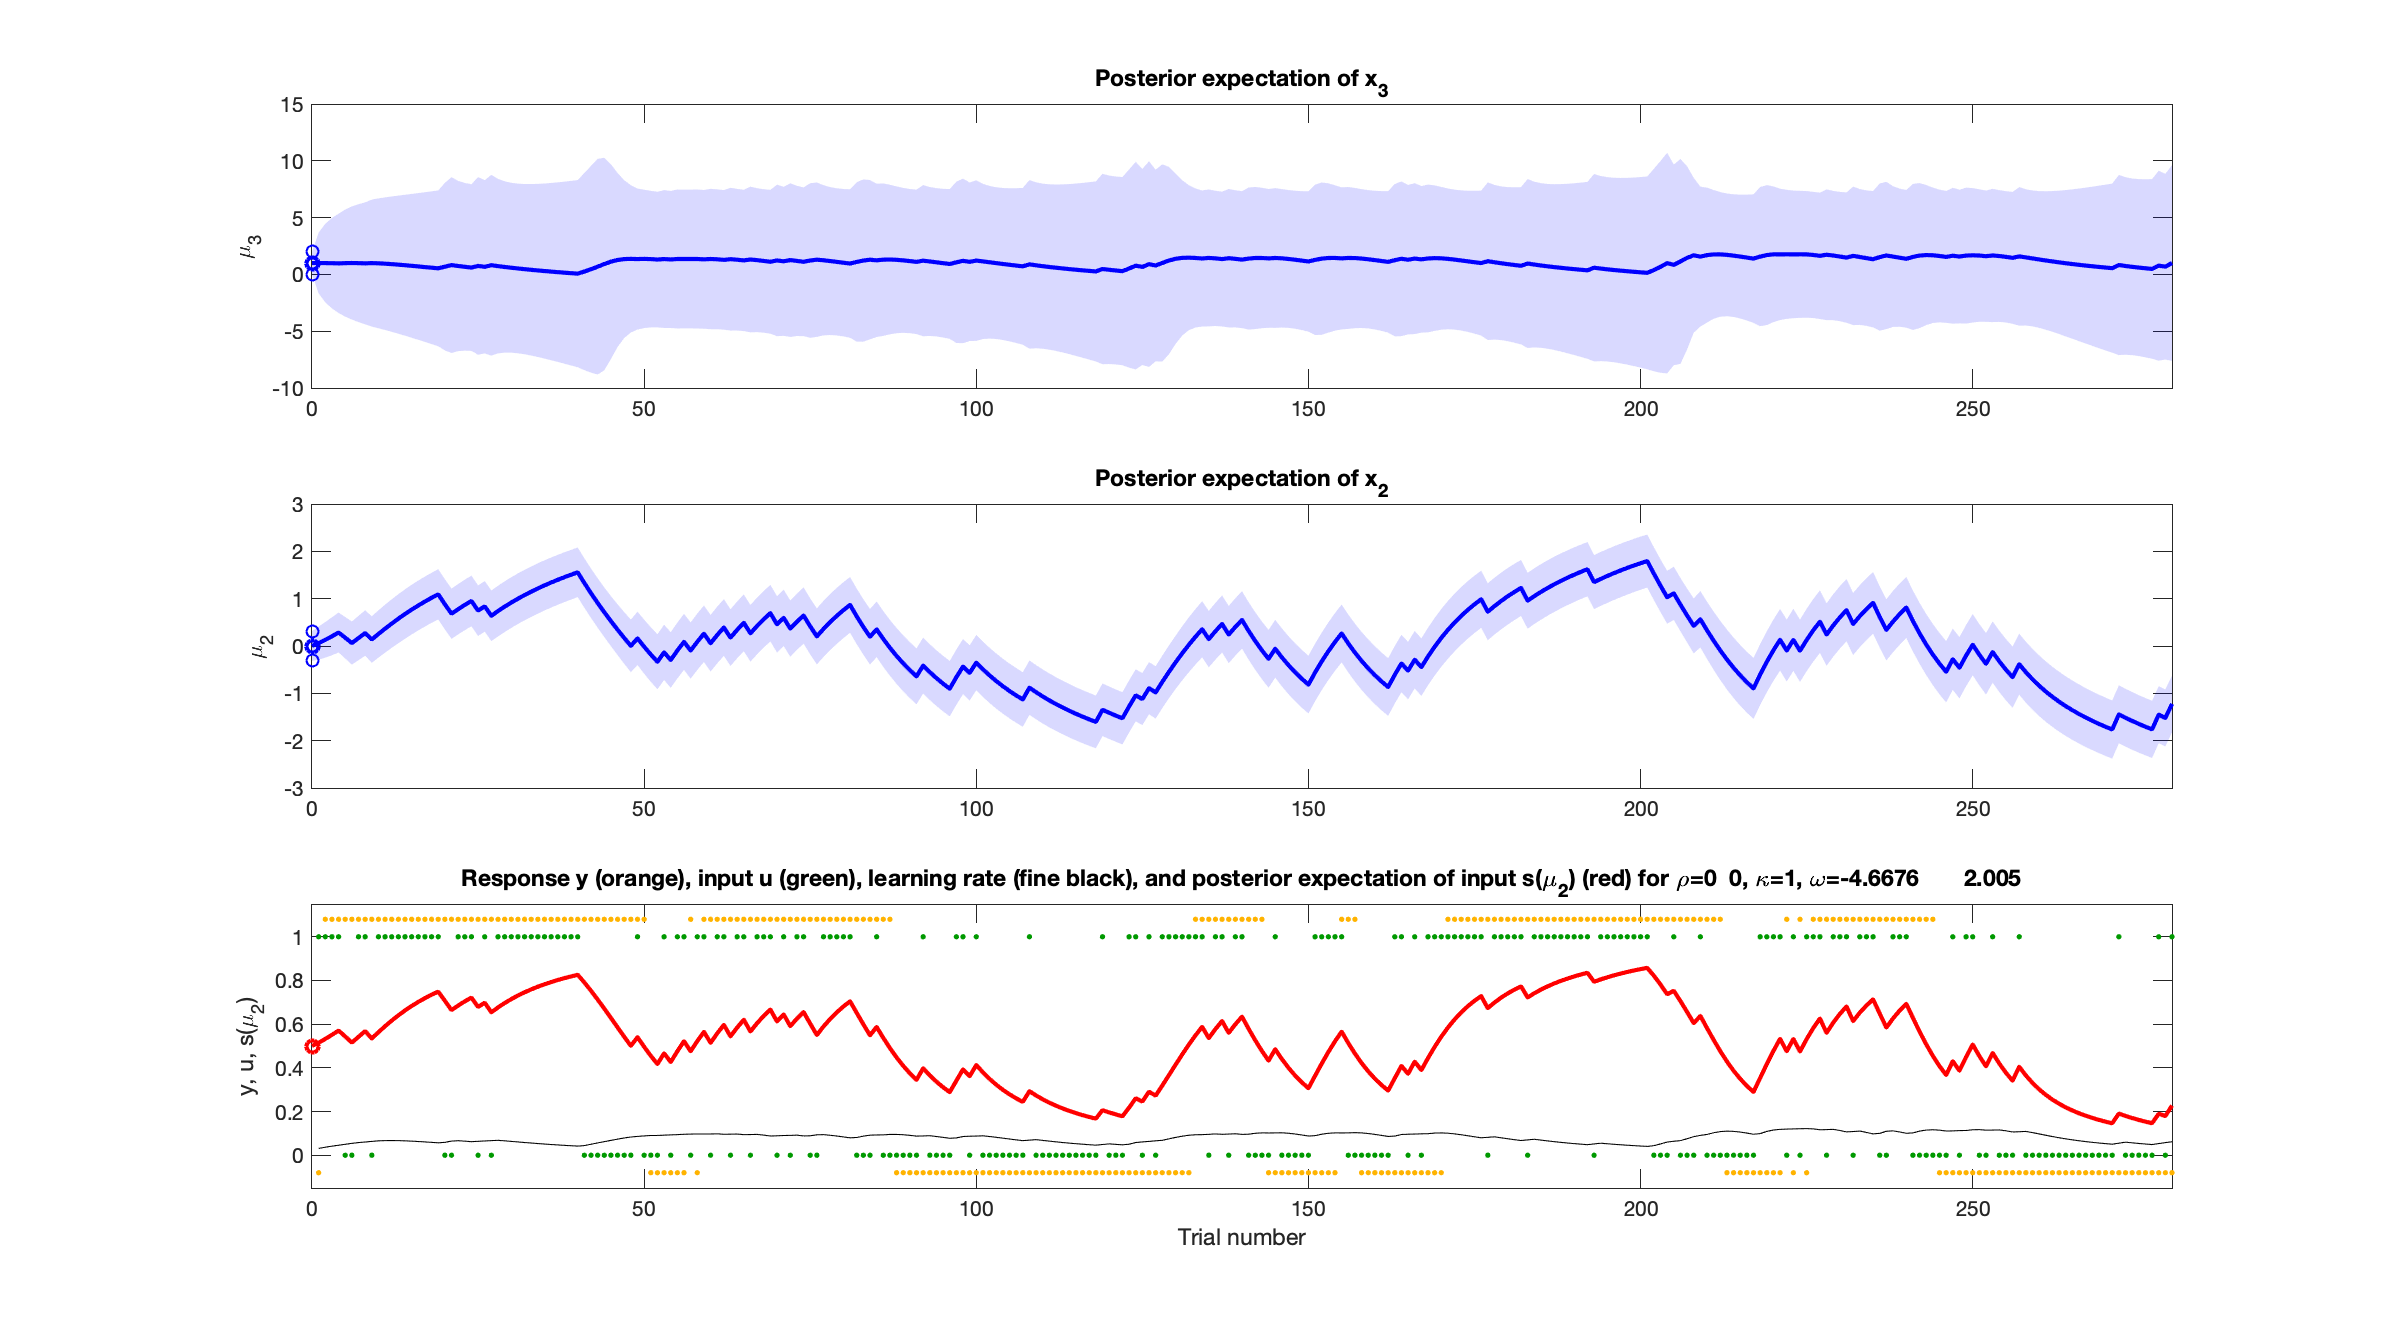 Posterior expectation of x3
15
10
5
0
-5
-10
μ3
0 50 100 150 200 250
Posterior expectation of x2
3
2
1
0
-1
-2
-3
μ2
0 50 100 150 200 250
Response y (orange), input u (green), learning rate (fine black), and posterior expectation of input s(μ2) (red) for ρ=0 0, κ=1, ω=-4.6676 2.005
1
0.8
0.6
0.4
0.2
0
y, u, s(μ2)
0 50 100 150 200 250
Trial number